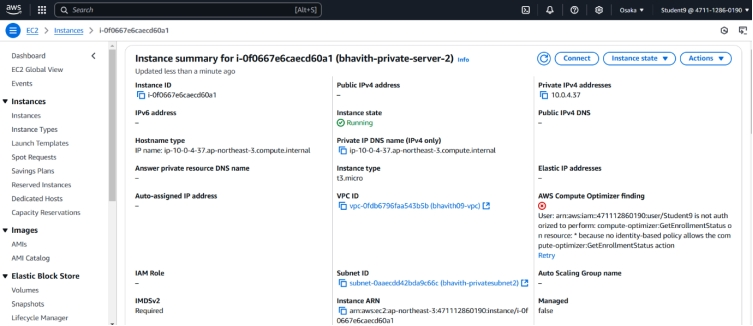 aws
Search [Alt+S] Osaka ▼ Student9 @ 4711-1286-0190 ▼
EC2 > Instances > i-0f0667e6caecd60a1
Dashboard
EC2 Global View
Events
Instances
Instances
Instance Types
Launch Templates
Spot Requests
Savings Plans
Reserved Instances
Dedicated Hosts
Capacity Reservations
Images
AMIs
AMI Catalog
Elastic Block Store
Volumes
Snapshots
Lifecycle Manager
Instance summary for i-0f0667e6caecd60a1 (bhavith-private-server-2) Info
Connect Instance state ▼ Actions ▼
Updated less than a minute ago
Instance ID
i-0f0667e6caecd60a1
Public IPv4 address
–
Private IPv4 addresses
10.0.4.37
IPv6 address
–
Instance state
Running
Public IPv4 DNS
–
Hostname type
IP name: ip-10-0-4-37.ap-northeast-3.compute.internal
Private IP DNS name (IPv4 only)
ip-10-0-4-37.ap-northeast-3.compute.internal
Answer private resource DNS name
–
Instance type
t3.micro
Elastic IP addresses
–
Auto-assigned IP address
–
VPC ID
vpc-0fdb6796faa543b5b (bhavith09-vpc)
AWS Compute Optimizer finding
User: arn:aws:iam::471112860190:user/Student9 is not auth
orized to perform: compute-optimizer:GetEnrollmentStatus o
n resource: * because no identity-based policy allows the com
pute-optimizer:GetEnrollmentStatus action
Retry
IAM Role
–
Subnet ID
subnet-0aaecdd42bda9c66c (bhavith-privatesubnet2)
Auto Scaling Group name
–
IMDSv2
Required
Instance ARN
arn:aws:ec2:ap-northeast-3:471112860190:instance/i-0f
0667e6caecd60a1
Managed
false